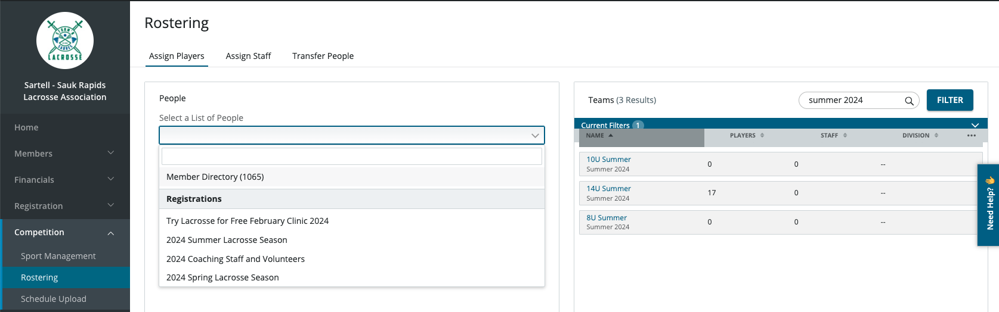 STORM'N
SABRES
LACROSSE
Sartell - Sauk Rapids
Lacrosse Association
Home
Members
Financials
Registration
Competition
Sport Management
Rostering
Schedule Upload
Rostering
Assign Players
Assign Staff
Transfer People
People
Select a List of People
Member Directory (1065)
Registrations
Try Lacrosse for Free February Clinic 2024
2024 Summer Lacrosse Season
2024 Coaching Staff and Volunteers
2024 Spring Lacrosse Season
Teams (3 Results)
summer 2024
FILTER
Current Filters 1
NAME PLAYERS STAFF DIVISION
10U Summer 0 0 --
Summer 2024
14U Summer 17 0 --
Summer 2024
8U Summer 0 0 --
Summer 2024
Need Help?